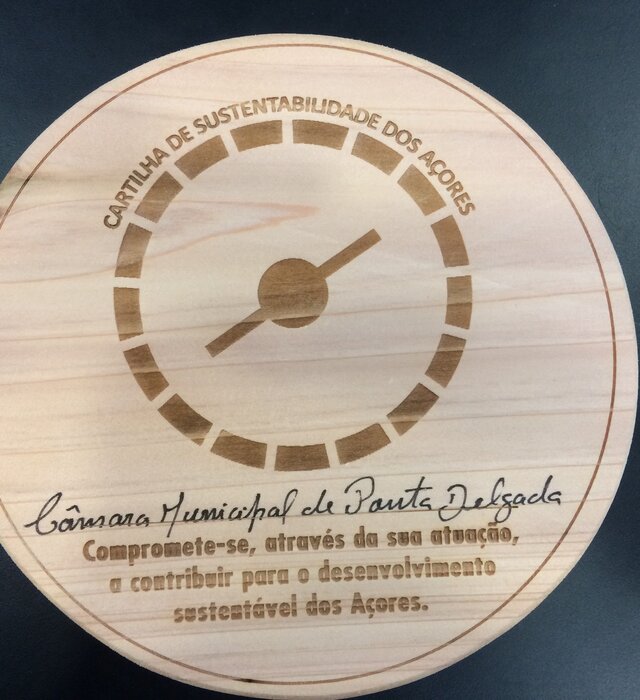 CARTILHA DE SUSTENTABILIDADE DOS AÇORES
Câmara Municipal de Ponta Delgada
Compromete-se, através da sua atuação,
a contribuir para o desenvolvimento
sustentável dos Açores.